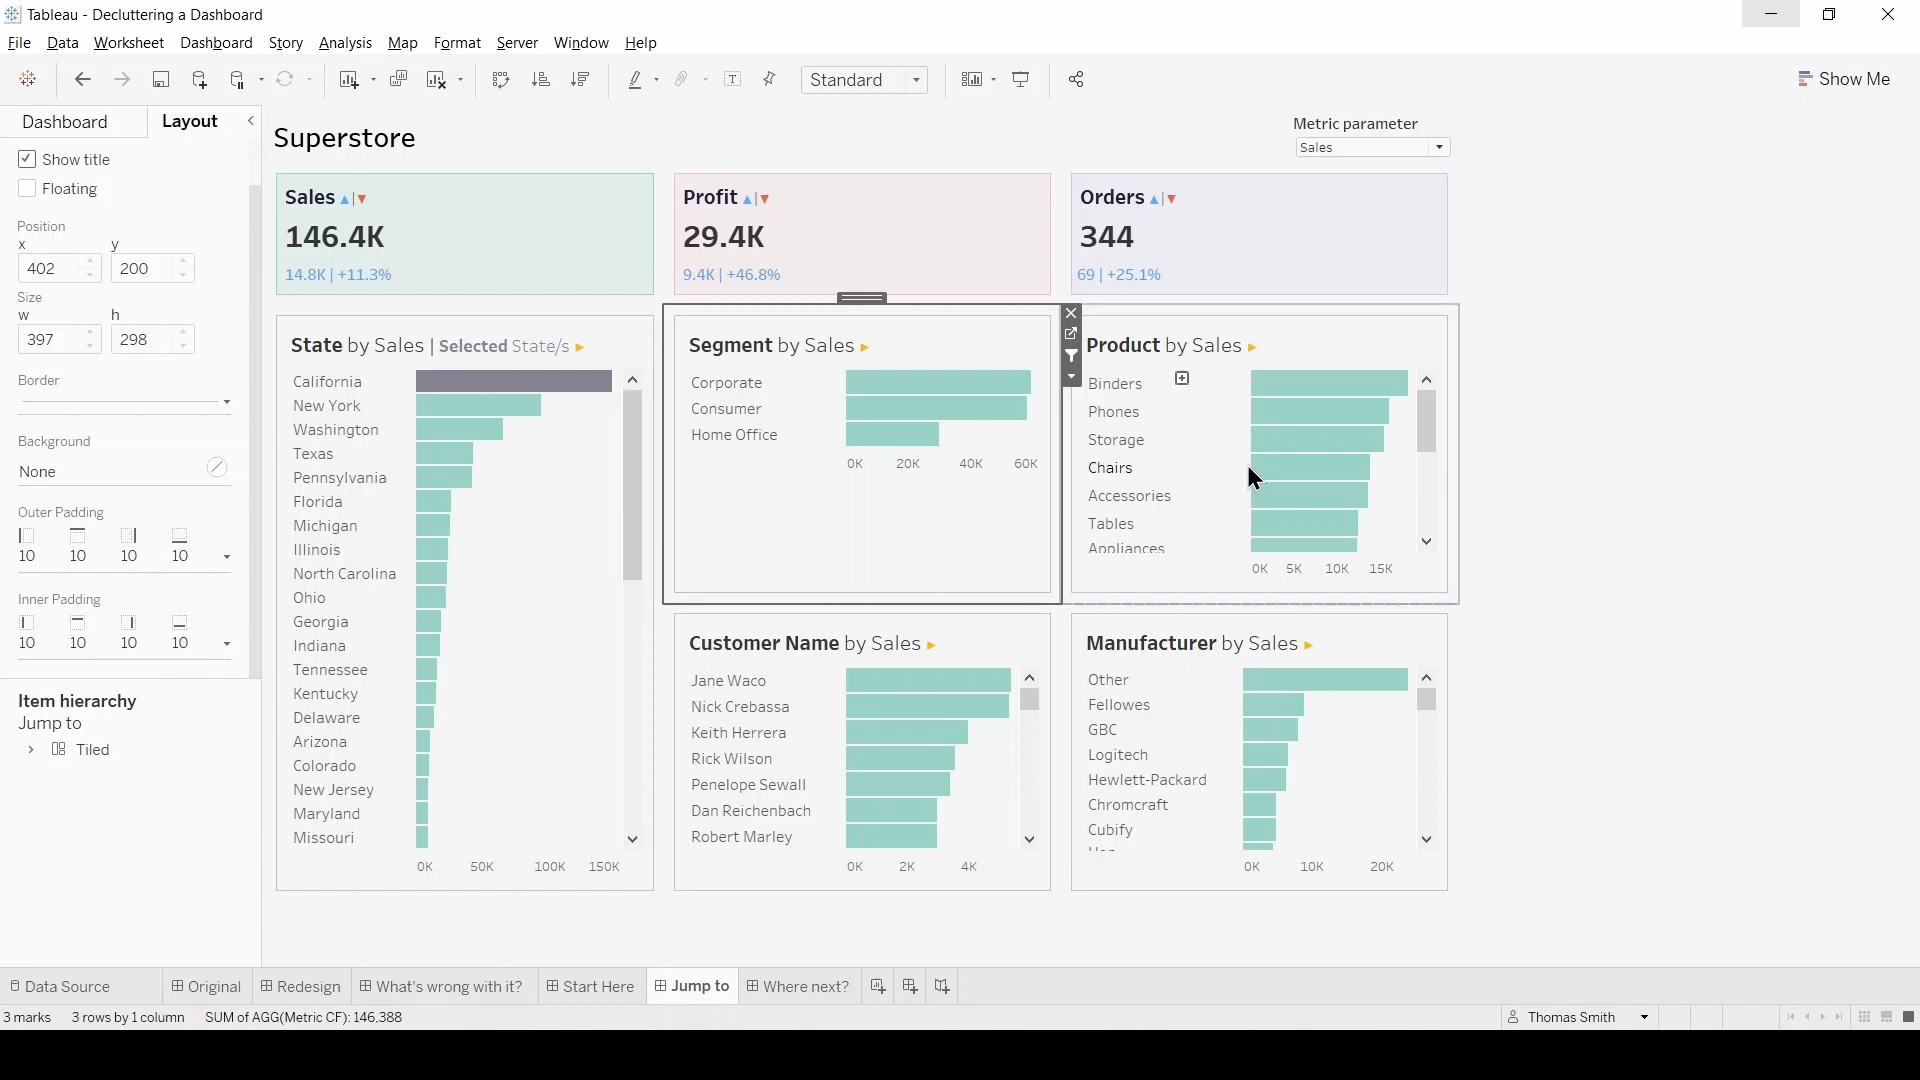 Tableau - Decluttering a Dashboard
File Data Worksheet Dashboard Story Analysis Map Format Server Window Help
Standard
Show Me
Dashboard Layout
Show title
Floating
Position
x y
402 200
Size
w h
397 298
Border
Background
None
Outer Padding
10 10 10 10
Inner Padding
10 10 10 10
Item hierarchy
Jump to
Tiled
Superstore
Metric parameter
Sales
Sales ▲|▼
146.4K
14.8K | +11.3%
Profit ▲|▼
29.4K
9.4K | +46.8%
Orders ▲|▼
344
69 | +25.1%
State by Sales | Selected State/s ▶
California
New York
Washington
Texas
Pennsylvania
Florida
Michigan
Illinois
North Carolina
Ohio
Georgia
Indiana
Tennessee
Kentucky
Delaware
Arizona
Colorado
New Jersey
Maryland
Missouri
0K 50K 100K 150K
Segment by Sales ▶
Corporate
Consumer
Home Office
0K 20K 40K 60K
Product by Sales ▶
Binders
Phones
Storage
Chairs
Accessories
Tables
Appliances
0K 5K 10K 15K
Customer Name by Sales ▶
Jane Waco
Nick Crebassa
Keith Herrera
Rick Wilson
Penelope Sewall
Dan Reichenbach
Robert Marley
0K 2K 4K
Manufacturer by Sales ▶
Other
Fellowes
GBC
Logitech
Hewlett-Packard
Chromcraft
Cubify
0K 10K 20K
Data Source Original Redesign What's wrong with it? Start Here Jump to Where next?
3 marks 3 rows by 1 column SUM of AGG(Metric CF): 146,388
Thomas Smith